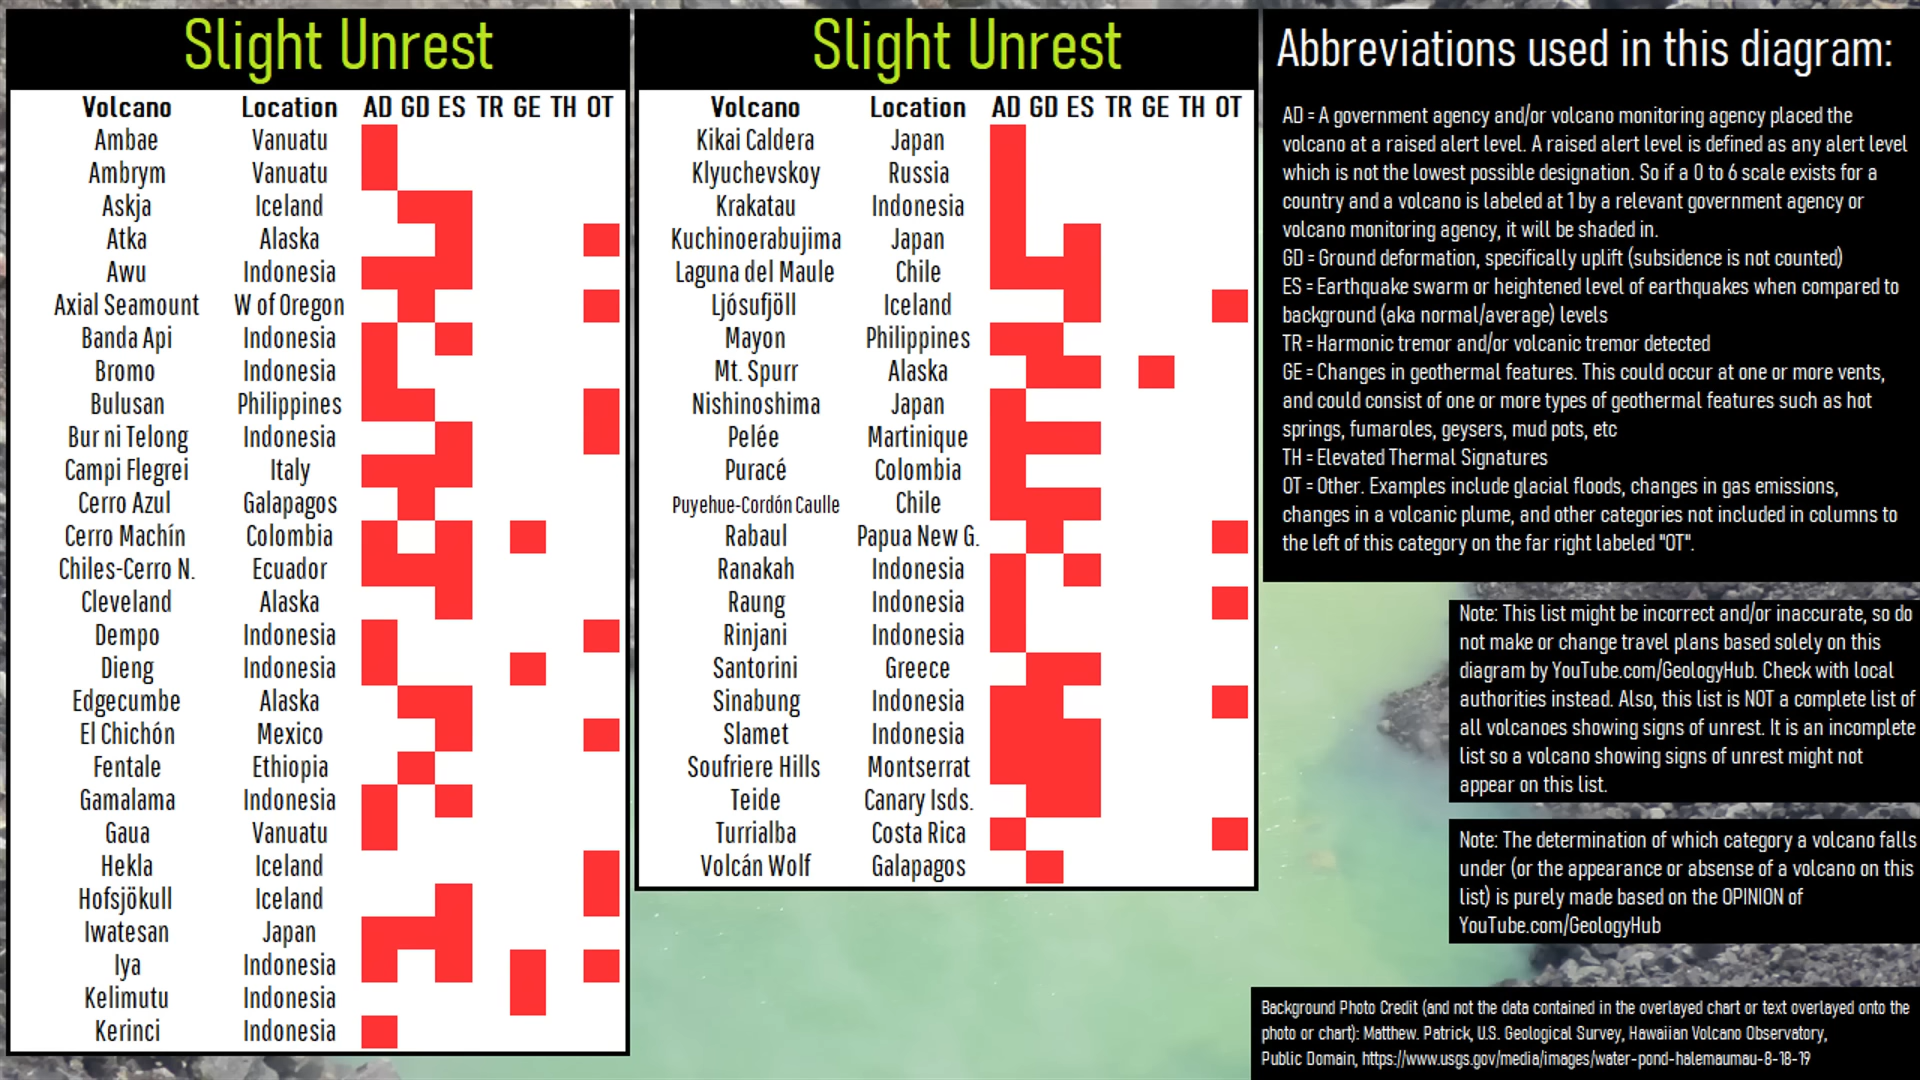 Slight Unrest
Volcano Location AD GD ES TR GE TH OT
Ambae Vanuatu
Ambrym Vanuatu
Askja Iceland
Atka Alaska
Awu Indonesia
Axial Seamount W of Oregon
Banda Api Indonesia
Bromo Indonesia
Bulusan Philippines
Bur ni Telong Indonesia
Campi Flegrei Italy
Cerro Azul Galapagos
Cerro Machín Colombia
Chiles-Cerro N. Ecuador
Cleveland Alaska
Dempo Indonesia
Dieng Indonesia
Edgecumbe Alaska
El Chichón Mexico
Fentale Ethiopia
Gamalama Indonesia
Gaua Vanuatu
Hekla Iceland
Hofsjökull Iceland
Iwatesan Japan
Iya Indonesia
Kelimutu Indonesia
Kerinci Indonesia
Slight Unrest
Volcano Location AD GD ES TR GE TH OT
Kikai Caldera Japan
Klyuchevskoy Russia
Krakatau Indonesia
Kuchinoerabujima Japan
Laguna del Maule Chile
Ljósufjöll Iceland
Mayon Philippines
Mt. Spurr Alaska
Nishinoshima Japan
Pelée Martinique
Puracé Colombia
Puyehue-Cordón Caulle Chile
Rabaul Papua New G.
Ranakah Indonesia
Raung Indonesia
Rinjani Indonesia
Santorini Greece
Sinabung Indonesia
Slamet Indonesia
Soufriere Hills Montserrat
Teide Canary Isds.
Turrialba Costa Rica
Volcán Wolf Galapagos
Abbreviations used in this diagram:
AD = A government agency and/or volcano monitoring agency placed the
volcano at a raised alert level. A raised alert level is defined as any alert level
which is not the lowest possible designation. So if a 0 to 6 scale exists for a
country and a volcano is labeled at 1 by a relevant government agency or
volcano monitoring agency, it will be shaded in.
GD = Ground deformation, specifically uplift (subsidence is not counted)
ES = Earthquake swarm or heightened level of earthquakes when compared to
background (aka normal/average) levels
TR = Harmonic tremor and/or volcanic tremor detected
GE = Changes in geothermal features. This could occur at one or more vents,
and could consist of one or more types of geothermal features such as hot
springs, fumaroles, geysers, mud pots, etc
TH = Elevated Thermal Signatures
OT = Other. Examples include glacial floods, changes in gas emissions,
changes in a volcanic plume, and other categories not included in columns to
the left of this category on the far right labeled "OT".
Note: This list might be incorrect and/or inaccurate, so do
not make or change travel plans based solely on this
diagram by YouTube.com/GeologyHub. Check with local
authorities instead. Also, this list is NOT a complete list of
all volcanoes showing signs of unrest. It is an incomplete
list so a volcano showing signs of unrest might not
appear on this list.
Note: The determination of which category a volcano falls
under (or the appearance or absense of a volcano on this
list) is purely made based on the OPINION of
YouTube.com/GeologyHub
Background Photo Credit (and not the data contained in the overlayed chart or text overlayed onto the
photo or chart): Matthew. Patrick, U.S. Geological Survey, Hawaiian Volcano Observatory,
Public Domain, https://www.usgs.gov/media/images/water-pond-halemaumau-8-18-19